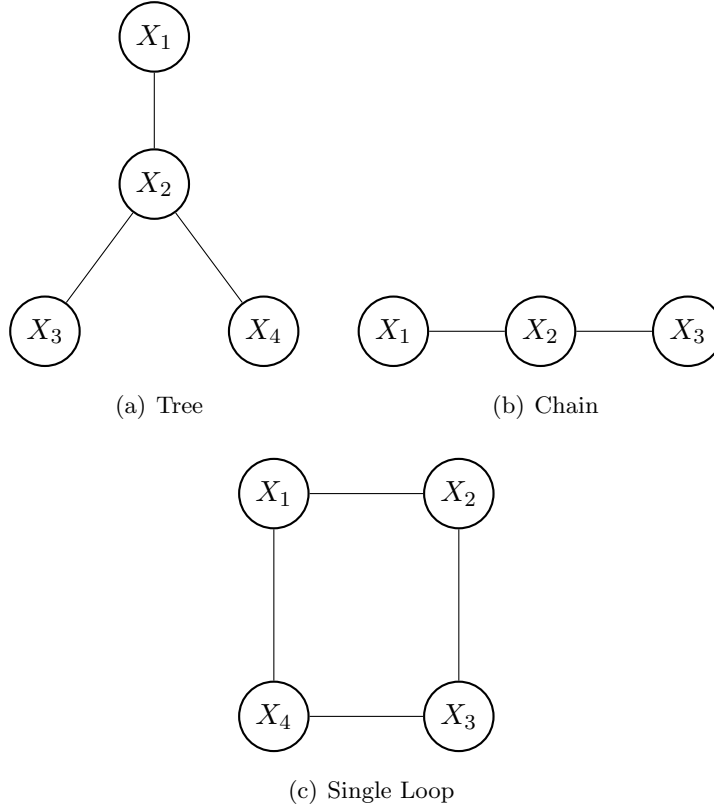 X₁
X₂
X₃ X₄
(a) Tree
X₁ X₂ X₃
(b) Chain
X₁ X₂
X₄ X₃
(c) Single Loop